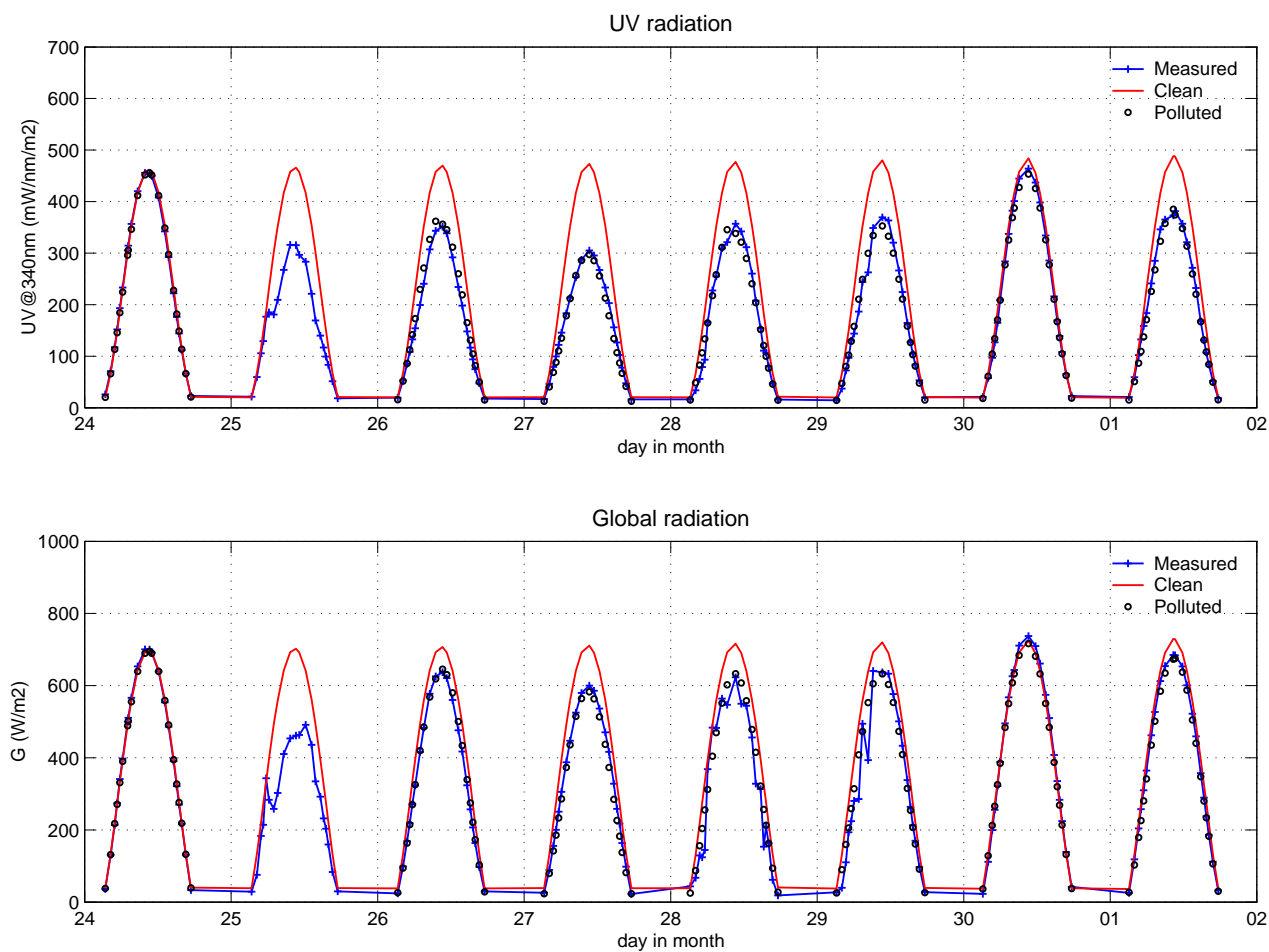 UV radiation
700
600
500
400
300
200
100
0
UV@340nm (mW/nm/m2)
Measured
Clean
Polluted
24 25 26 27 28 29 30 01 02
day in month
Global radiation
1000
800
600
400
200
0
G (W/m2)
Measured
Clean
Polluted
24 25 26 27 28 29 30 01 02
day in month